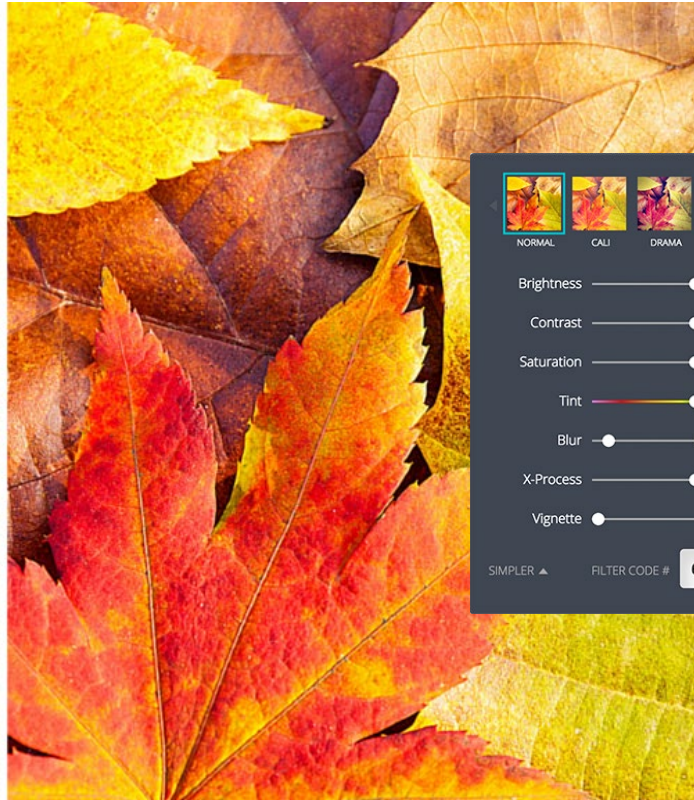 NORMAL CALI DRAMA
Brightness
Contrast
Saturation
Tint
Blur
X-Process
Vignette
SIMPLER FILTER CODE #